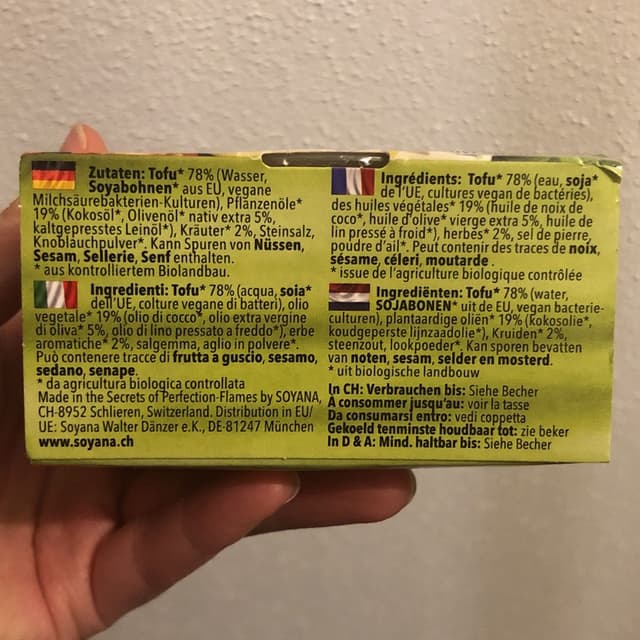 Zutaten: Tofu* 78% (Wasser,
Soyabohnen* aus EU, vegane
Milchsäurebakterien-Kulturen), Pflanzenöle*
19% (Kokosöl*, Olivenöl* nativ extra 5%,
kaltgepresstes Leinöl*), Kräuter* 2%, Steinsalz,
Knoblauchpulver*. Kann Spuren von Nüssen,
Sesam, Sellerie, Senf enthalten.
* aus kontrolliertem Biolandbau.
Ingredienti: Tofu* 78% (acqua, soia*
dell'UE, colture vegane di batteri), olio
vegetale* 19% (olio di cocco*, olio extra vergine
di oliva* 5%, olio di lino pressato a freddo*), erbe
aromatiche* 2%, salgemma, aglio in polvere*.
Può contenere tracce di frutta a guscio, sesamo,
sedano, senape.
* da agricoltura biologica controllata
Made in the Secrets of Perfection-Flames by SOYANA,
CH-8952 Schlieren, Switzerland. Distribution in EU/
UE: Soyana Walter Dänzer e.K., DE-81247 München
www.soyana.ch
Ingrédients: Tofu* 78% (eau, soja*
de l'UE, cultures vegan de bactéries),
des huiles végétales* 19% (huile de noix de
coco*, huile d'olive* vierge extra 5%, huile de
lin pressé à froid*), herbes* 2%, sel de pierre,
poudre d'ail*. Peut contenir des traces de noix,
sésame, céleri, moutarde.
* issue de l'agriculture biologique contrôlée
Ingrediënten: Tofu* 78% (water,
SOJABONEN* uit de EU, vegan bacterie-
culturen), plantaardige oliën* 19% (kokosolie*,
koudgeperste lijnzaadolie*), Kruiden* 2%,
steenzout, lookpoeder*. Kan sporen bevatten
van noten, sesam, selder en mosterd.
* uit biologische landbouw
In CH: Verbrauchen bis: Siehe Becher
A consommer jusqu'au: voir la tasse
Da consumarsi entro: vedi coppetta
Gekoeld tenminste houdbaar tot: zie beker
In D & A: Mind. haltbar bis: Siehe Becher